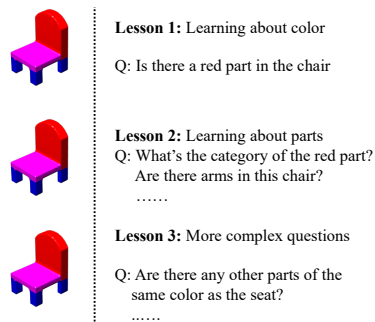 Lesson 1: Learning about color
Q: Is there a red part in the chair
Lesson 2: Learning about parts
Q: What's the category of the red part?
Are there arms in this chair?
......
Lesson 3: More complex questions
Q: Are there any other parts of the
same color as the seat?
......